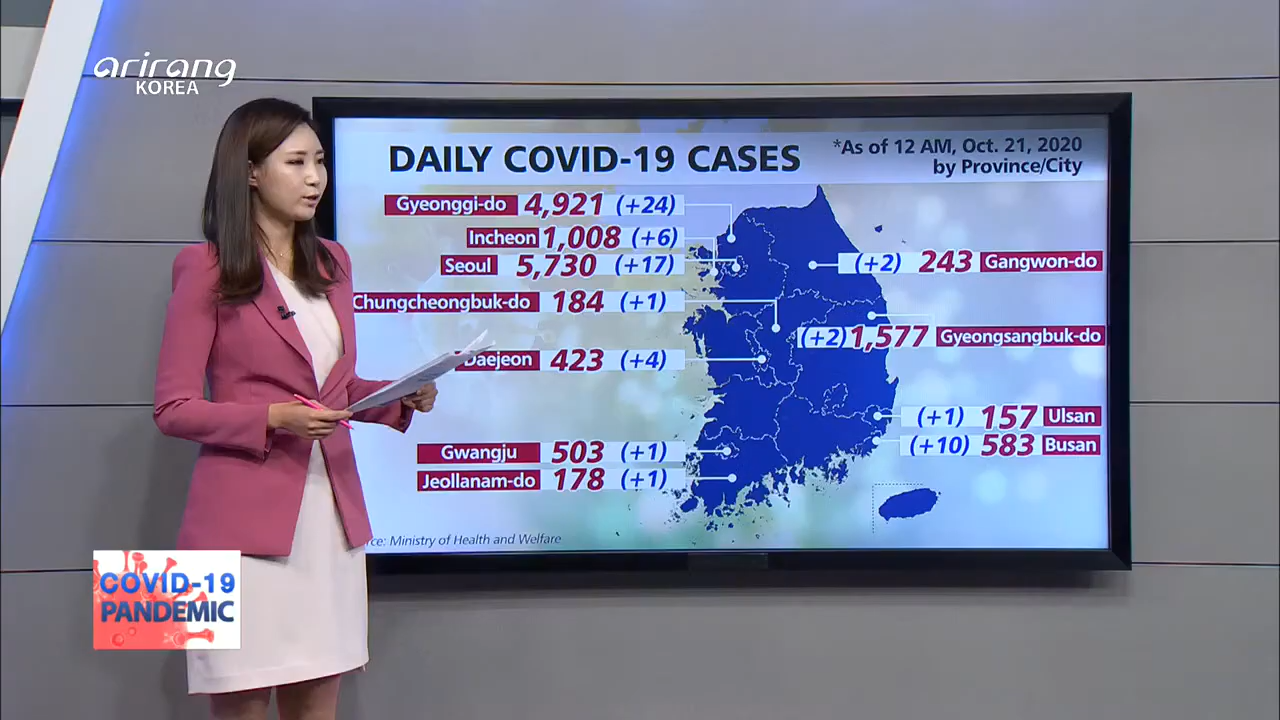 arirang
KOREA
DAILY COVID-19 CASES
*As of 12 AM, Oct. 21, 2020
by Province/City
Gyeonggi-do 4,921 (+24)
Incheon 1,008 (+6)
Seoul 5,730 (+17)
(+2) 243 Gangwon-do
Chungcheongbuk-do 184 (+1)
(+2) 1,577 Gyeongsangbuk-do
Daejeon 423 (+4)
(+1) 157 Ulsan
(+10) 583 Busan
Gwangju 503 (+1)
Jeollanam-do 178 (+1)
Ministry of Health and Welfare
COVID-19
PANDEMIC